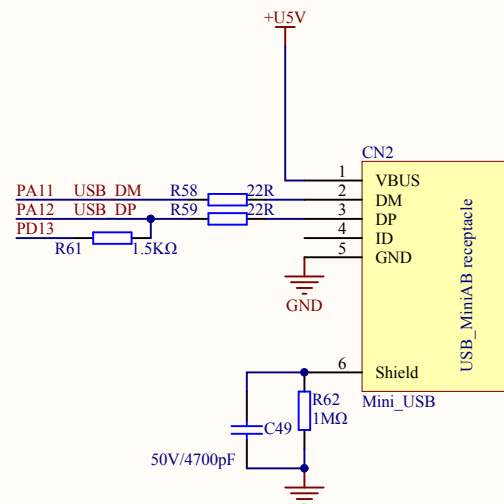 +U5V
CN2
1 VBUS
PA11 USB_DM R58 22R 2 DM
PA12 USB_DP R59 22R 3 DP
PD13 4 ID
R61 1.5KΩ 5 GND
GND
USB_MiniAB receptacle
6 Shield
Mini_USB
R62
1MΩ
C49
50V/4700pF